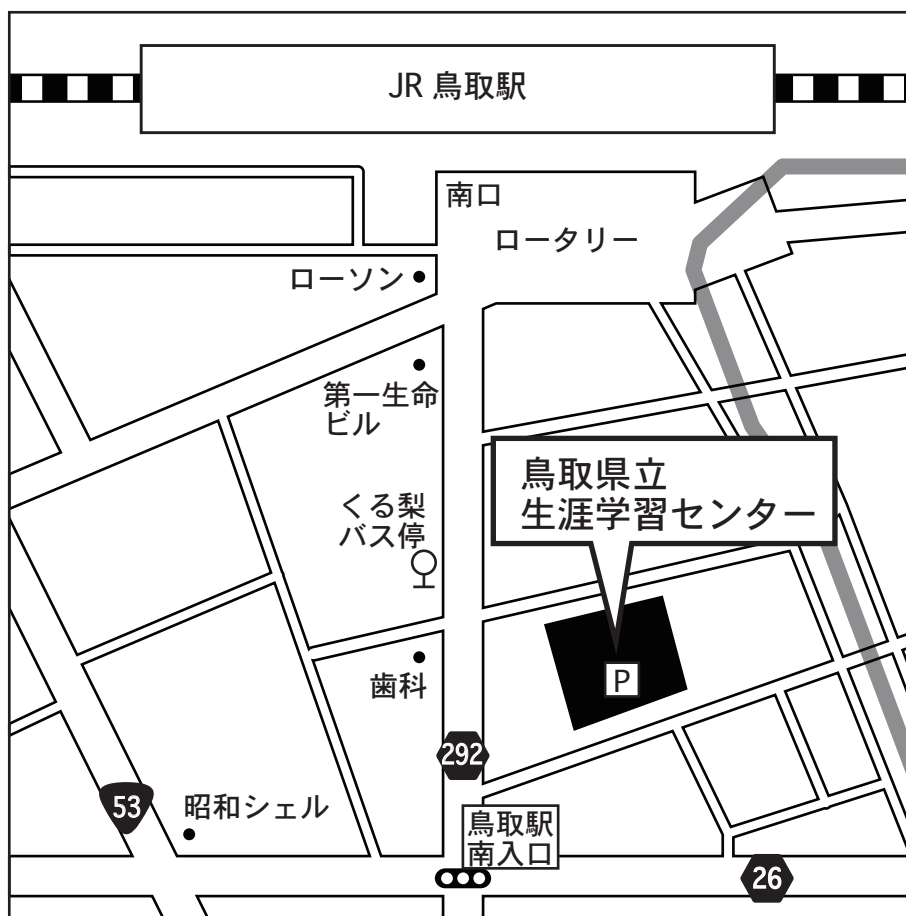 JR 鳥取駅
南口
ロータリー
ローソン
第一生命
ビル
鳥取県立
生涯学習センター
くる梨
バス停
歯科
P
292
53
昭和シェル
鳥取駅
南入口
26